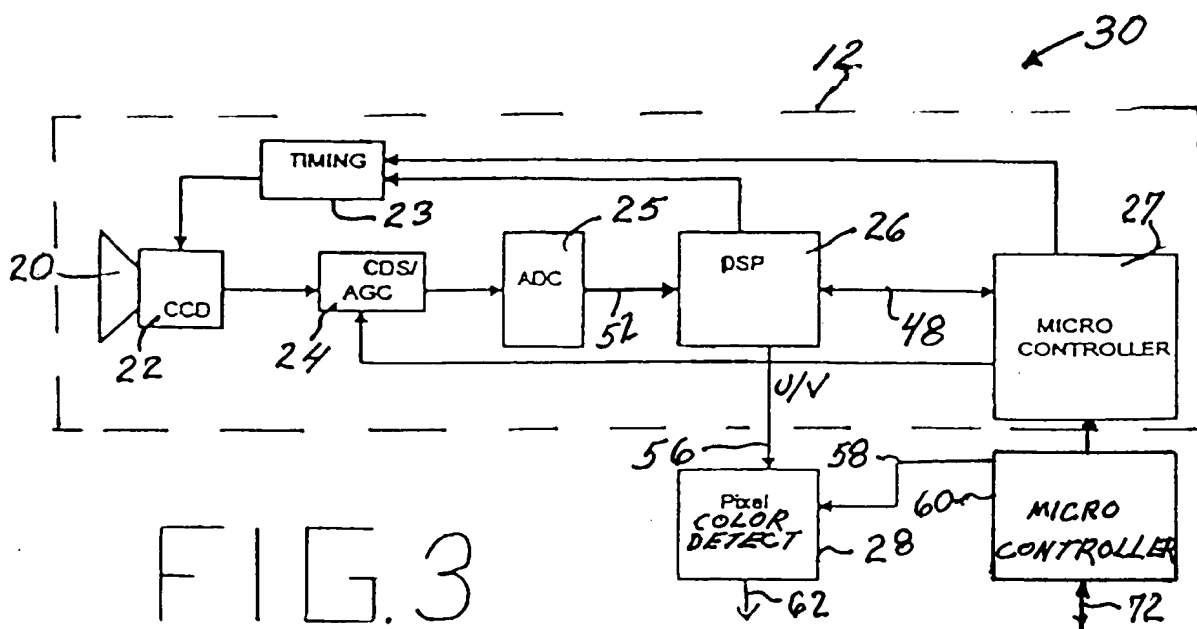 30
12
TIMING
23
25
26
27
20
CCD
22
CDS/
AGC
24
ADC
52
DSP
48
MICRO
CONTROLLER
U/V
56
58
60
Pixel
COLOR
DETECT
28
62
MICRO
CONTROLLER
72
FIG.3